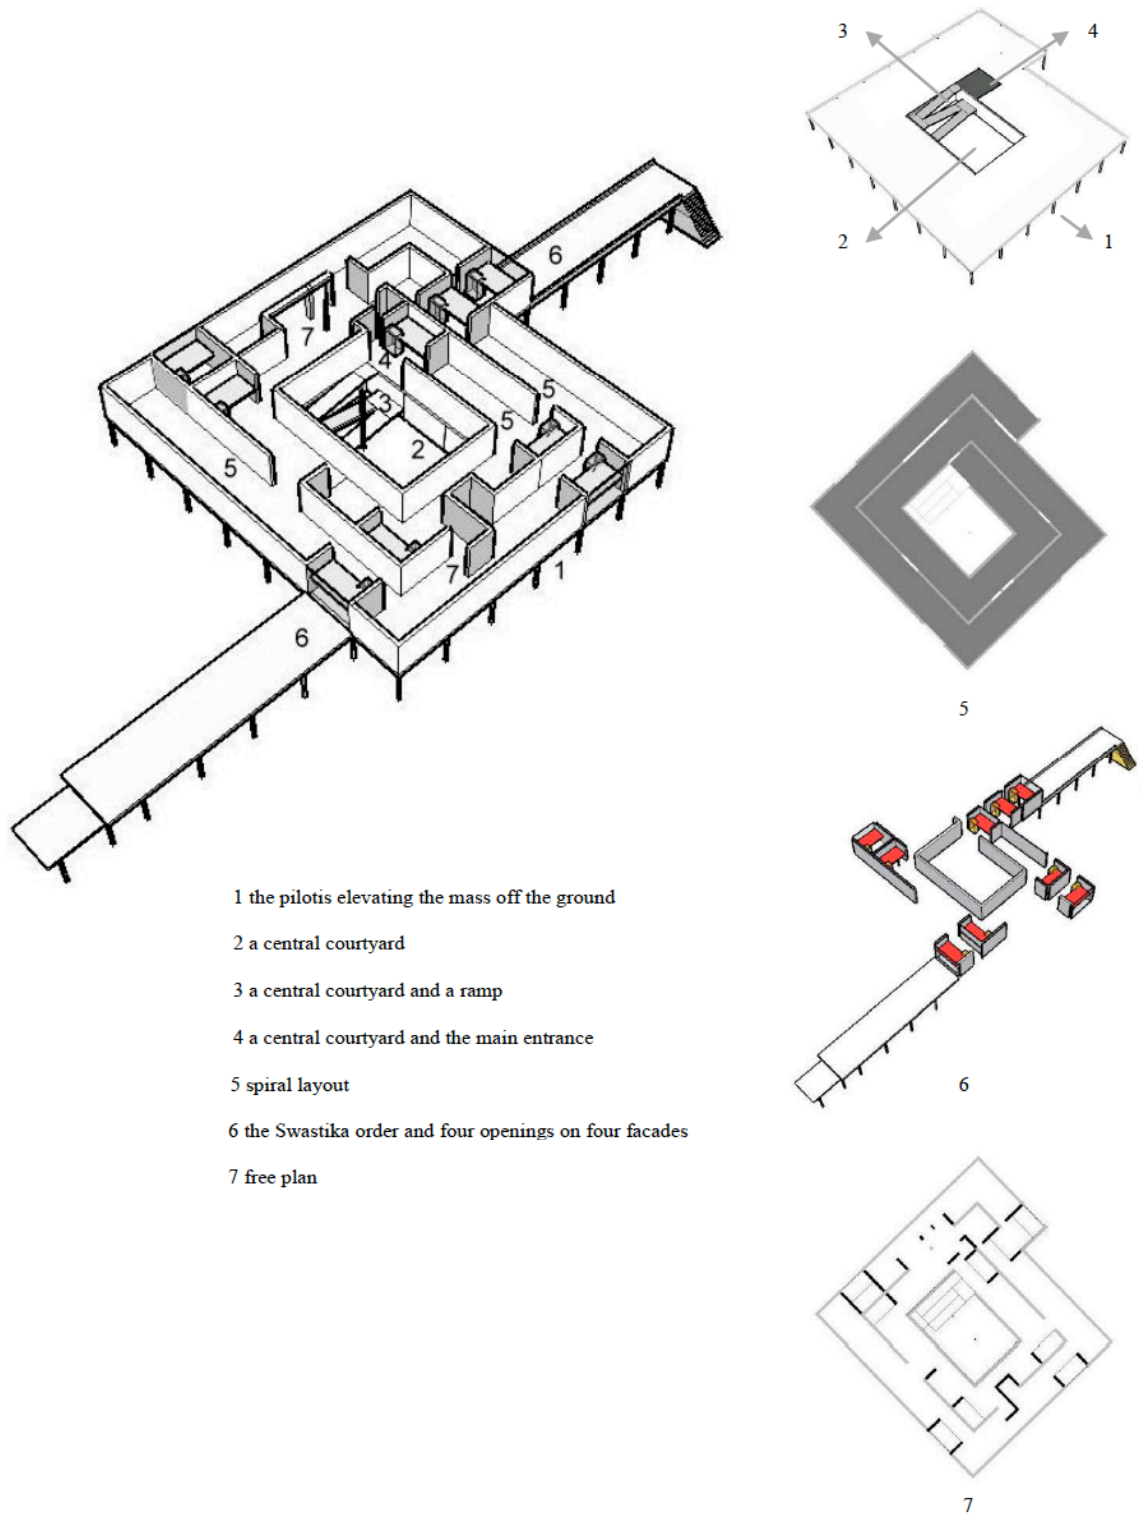 3
4
2
1
6
7
4
5
3
5
2
5
7
1
6
5
1 the pilotis elevating the mass off the ground
2 a central courtyard
3 a central courtyard and a ramp
4 a central courtyard and the main entrance
5 spiral layout
6
6 the Swastika order and four openings on four facades
7 free plan
7